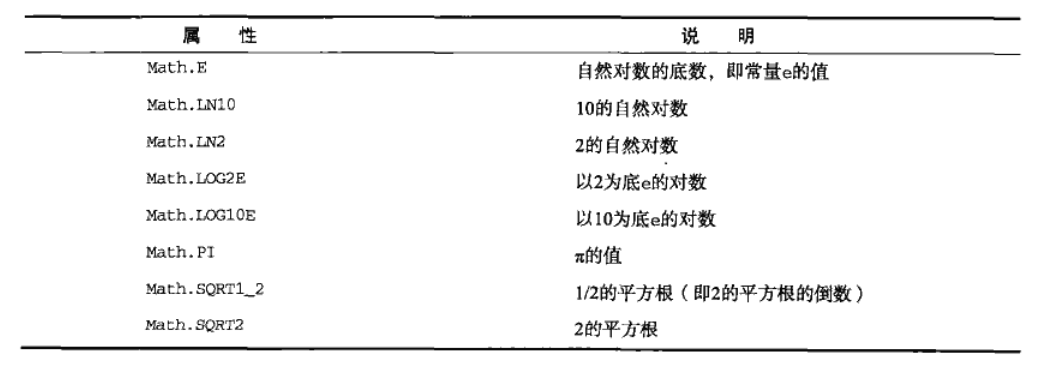 属 性 说 明
Math.E 自然对数的底数，即常量e的值
Math.LN10 10的自然对数
Math.LN2 2的自然对数
Math.LOG2E 以2为底e的对数
Math.LOG10E 以10为底e的对数
Math.PI π的值
Math.SQRT1_2 1/2的平方根（即2的平方根的倒数）
Math.SQRT2 2的平方根